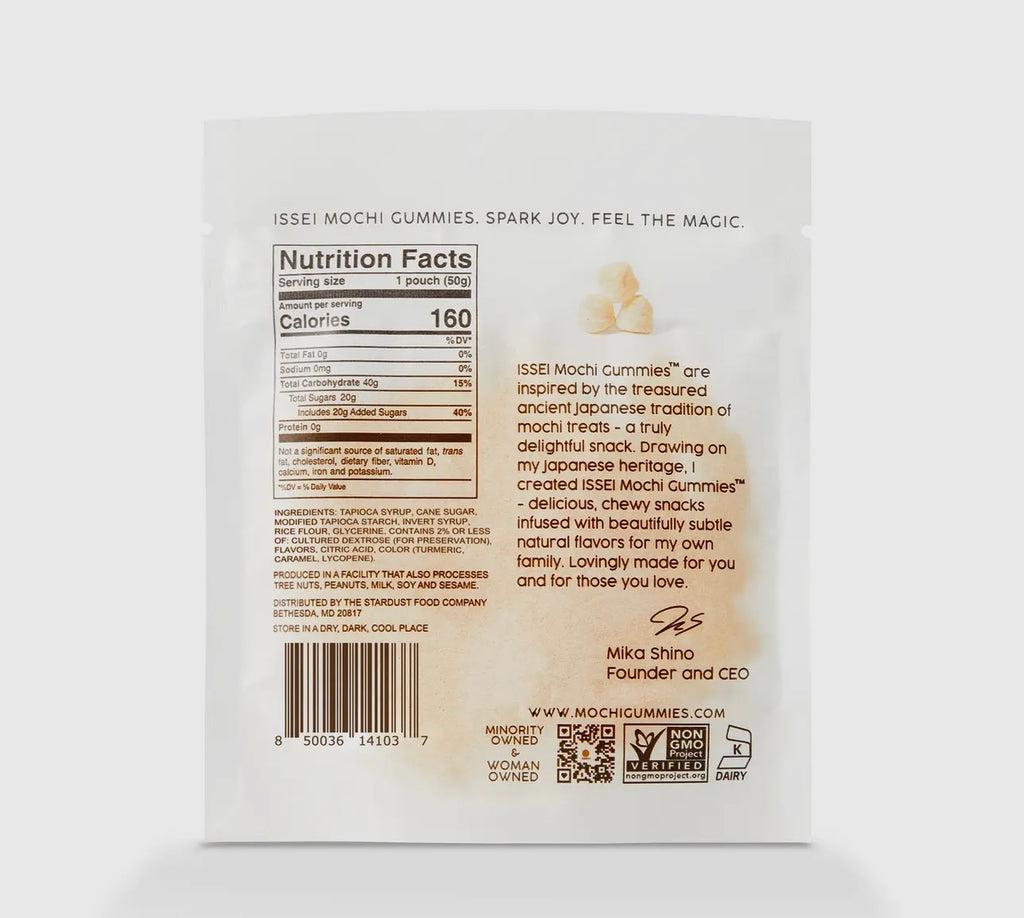 ISSEI MOCHI GUMMIES. SPARK JOY. FEEL THE MAGIC.
Nutrition Facts
Serving size 1 pouch (50g)
Amount per serving
Calories 160
% DV*
Total Fat 0g 0%
Sodium 0mg 0%
Total Carbohydrate 40g 15%
Total Sugars 20g
Includes 20g Added Sugars 40%
Protein 0g
Not a significant source of saturated fat, trans
fat, cholesterol, dietary fiber, vitamin D,
calcium, iron and potassium.
*%DV = % Daily Value
INGREDIENTS: TAPIOCA SYRUP, CANE SUGAR,
MODIFIED TAPIOCA STARCH, INVERT SYRUP,
RICE FLOUR, GLYCERINE, CONTAINS 2% OR LESS
OF: CULTURED DEXTROSE (FOR PRESERVATION),
FLAVORS, CITRIC ACID, COLOR (TURMERIC,
CARAMEL, LYCOPENE).
PRODUCED IN A FACILITY THAT ALSO PROCESSES
TREE NUTS, PEANUTS, MILK, SOY AND SESAME.
DISTRIBUTED BY THE STARDUST FOOD COMPANY
BETHESDA, MD 20817
STORE IN A DRY, DARK, COOL PLACE
8 50036 14103 7
ISSEI Mochi Gummies™ are
inspired by the treasured
ancient Japanese tradition of
mochi treats - a truly
delightful snack. Drawing on
my Japanese heritage, I
created ISSEI Mochi Gummies™
- delicious, chewy snacks
infused with beautifully subtle
natural flavors for my own
family. Lovingly made for you
and for those you love.
Mika Shino
Founder and CEO
WWW.MOCHIGUMMIES.COM
MINORITY
OWNED
&
WOMAN
OWNED
NON
GMO
Project
VERIFIED
nongmoproject.org
K
DAIRY